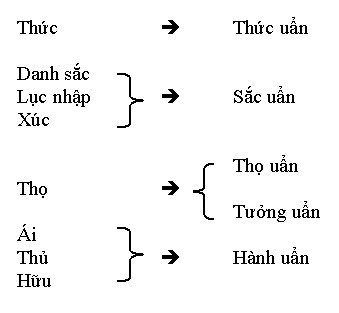 Thức ➔ Thức uẩn
Danh sắc
Lục nhập ➔ Sắc uẩn
Xúc
Thọ uẩn
Thọ ➔
Tưởng uẩn
Ái
Thủ ➔ Hành uẩn
Hữu